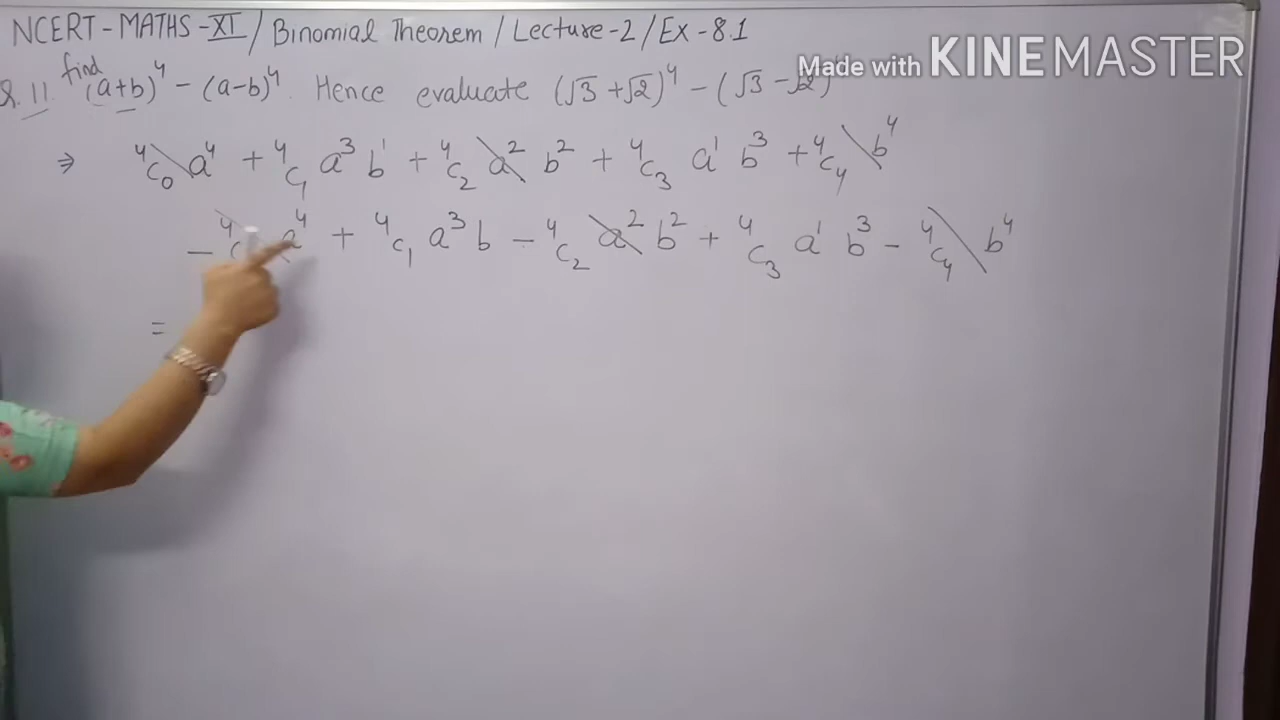 NCERT - MATHS - XI / Binomial Theorem / Lecture - 2 / Ex - 8.1
Made with KINEMASTER
Q. 11. find (a+b)⁴ - (a-b)⁴. Hence evaluate (√3 + √2)⁴ - (√3 - √2)
⇒ ⁴C₀ a⁴ + ⁴C₁ a³ b¹ + ⁴C₂ a² b² + ⁴C₃ a¹ b³ + ⁴C₄ b⁴
- ⁴C a⁴ + ⁴C₁ a³ b - ⁴C₂ a² b² + ⁴C₃ a¹ b³ - ⁴C₄ b⁴
=